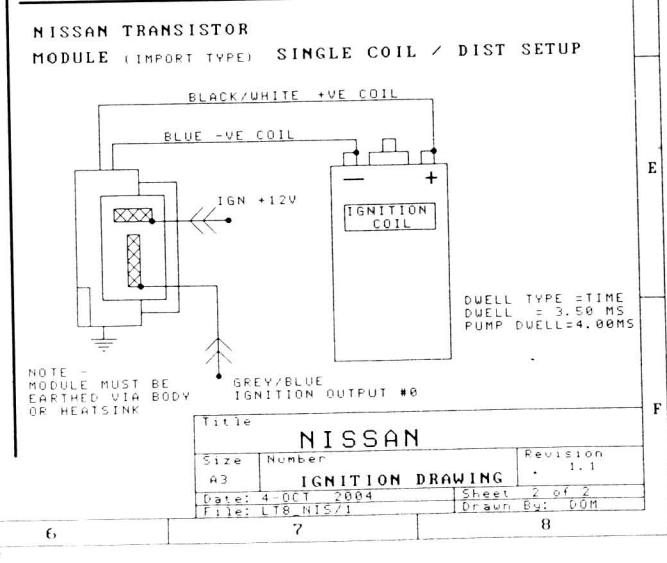 NISSAN TRANSISTOR
MODULE (IMPORT TYPE) SINGLE COIL / DIST SETUP
BLACK/WHITE +VE COIL
BLUE -VE COIL
E
IGN +12V
— +
IGNITION
COIL
DWELL TYPE =TIME
DWELL = 3.50 MS
PUMP DWELL=4.00MS
NOTE -
MODULE MUST BE
EARTHED VIA BODY
OR HEATSINK
GREY/BLUE
IGNITION OUTPUT #0
F
Title
NISSAN
Size Number Revision
A3 IGNITION DRAWING 1.1
Date: 4-OCT 2004 Sheet 2 of 2
File: LT8_NIS/1 Drawn By: DOM
6 7 8